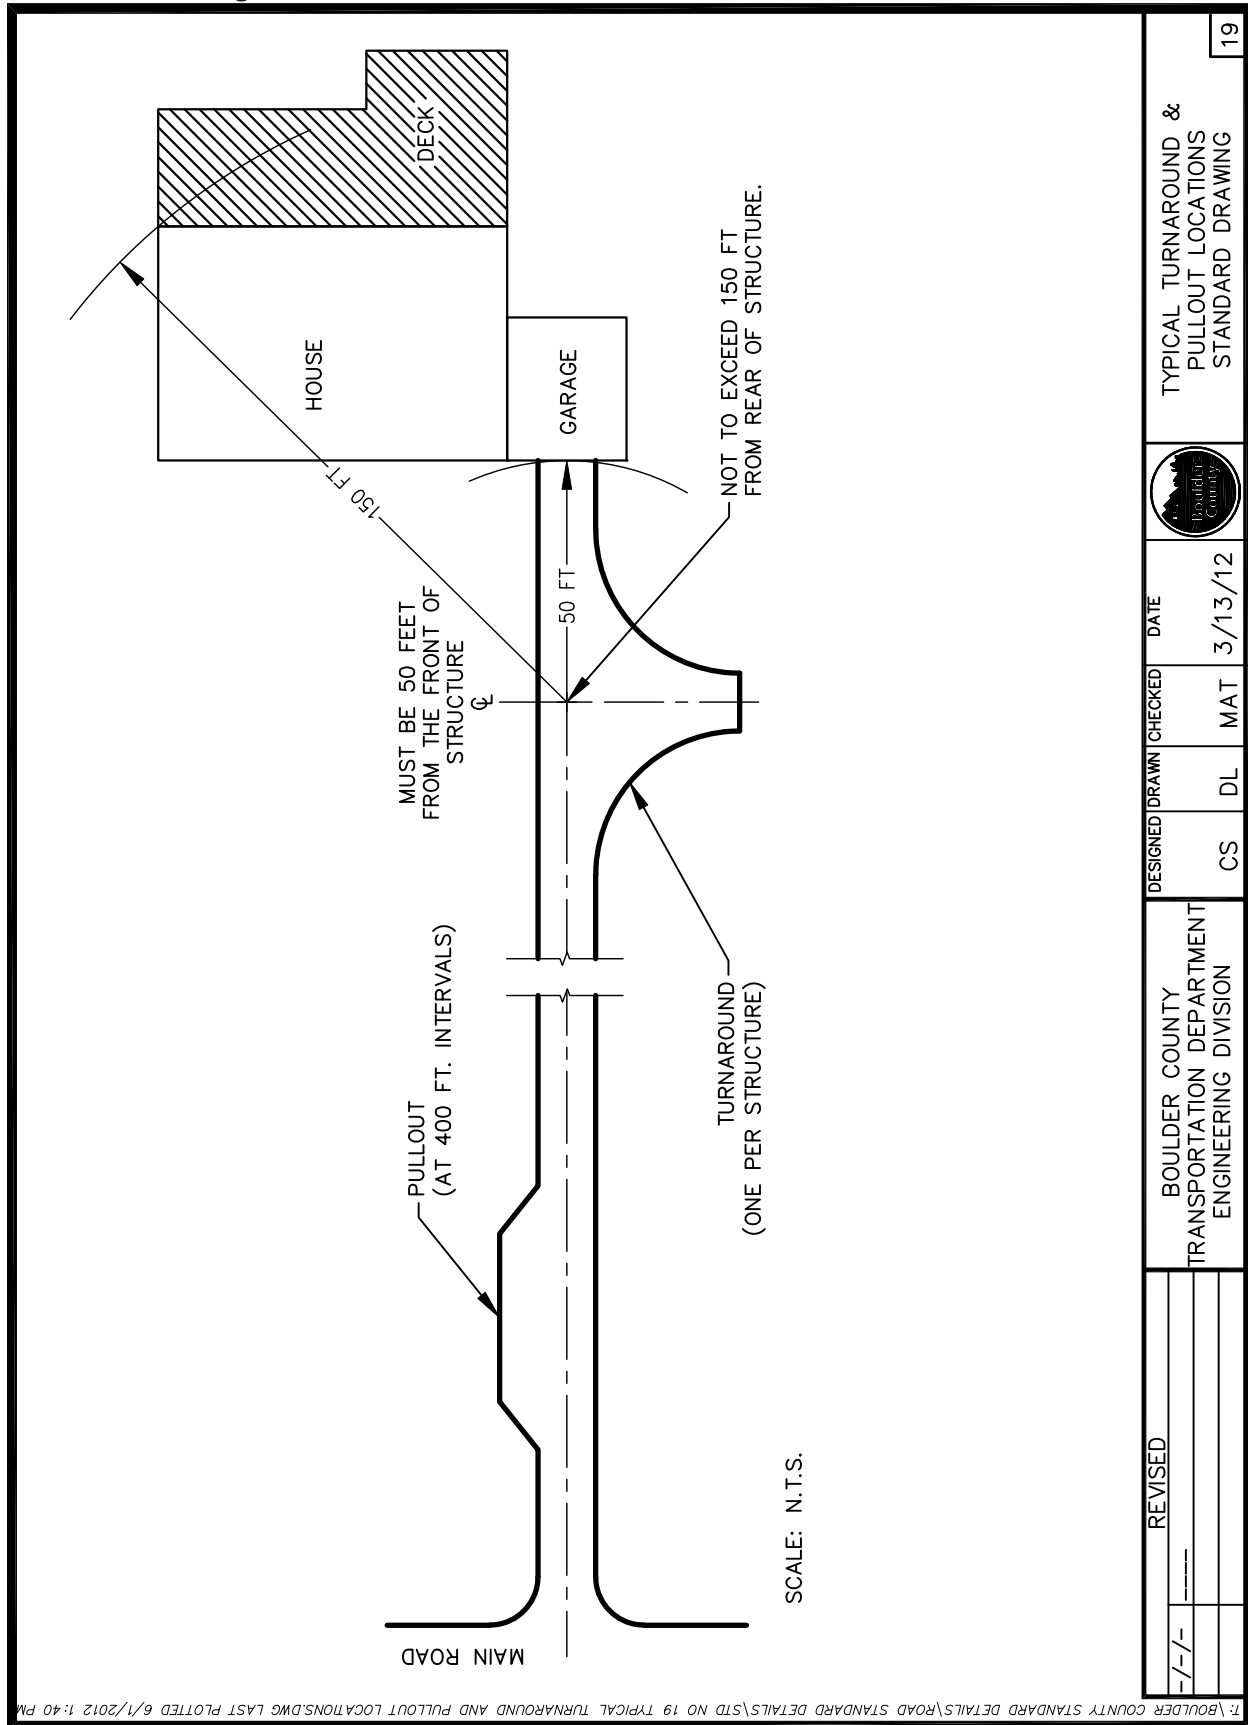 DECK
HOUSE
GARAGE
150 FT
50 FT
MUST BE 50 FEET
FROM THE FRONT OF
STRUCTURE
℄
NOT TO EXCEED 150 FT
FROM REAR OF STRUCTURE.
PULLOUT
(AT 400 FT. INTERVALS)
TURNAROUND
(ONE PER STRUCTURE)
MAIN ROAD
SCALE: N.T.S.
REVISED
-/-/-
----
BOULDER COUNTY
TRANSPORTATION DEPARTMENT
ENGINEERING DIVISION
DESIGNED
CS
DRAWN
DL
CHECKED
MAT
DATE
3/13/12
Boulder
County
TYPICAL TURNAROUND &
PULLOUT LOCATIONS
STANDARD DRAWING
19
T:\BOULDER COUNTY STANDARD DETAILS\ROAD STANDARD DETAILS\STD NO 19 TYPICAL TURNAROUND AND PULLOUT LOCATIONS.DWG LAST PLOTTED 6/1/2012 1:40 PM